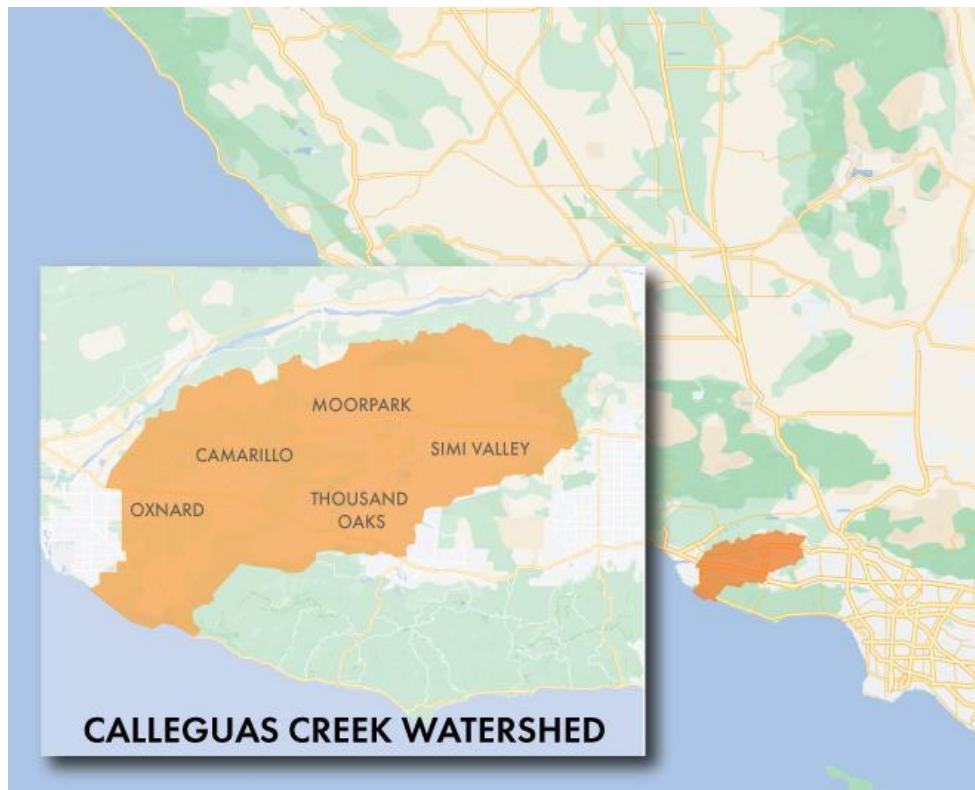 MOORPARK
CAMARILLO
SIMI VALLEY
THOUSAND
OAKS
OXNARD
CALLEGUAS CREEK WATERSHED